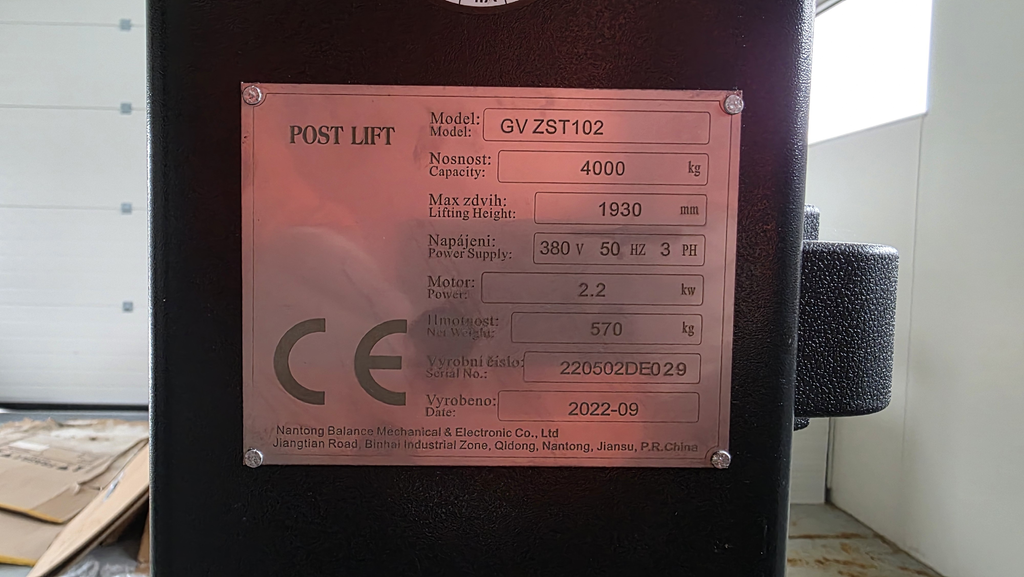 POST LIFT
Model: GV ZST102
Model:
Nosnost: 4000 kg
Capacity:
Max zdvih: 1930 mm
Lifting Height:
Napájení: 380 V 50 HZ 3 PH
Power Supply:
Motor: 2.2 kw
Power:
Hmotnost: 570 kg
Net Weight:
Výrobní číslo: 220502DE029
Serial No.:
Vyrobeno: 2022-09
Date:
CE
Nantong Balance Mechanical & Electronic Co., Ltd
Jiangtian Road, Binhai Industrial Zone, Qidong, Nantong, Jiansu, P.R.China